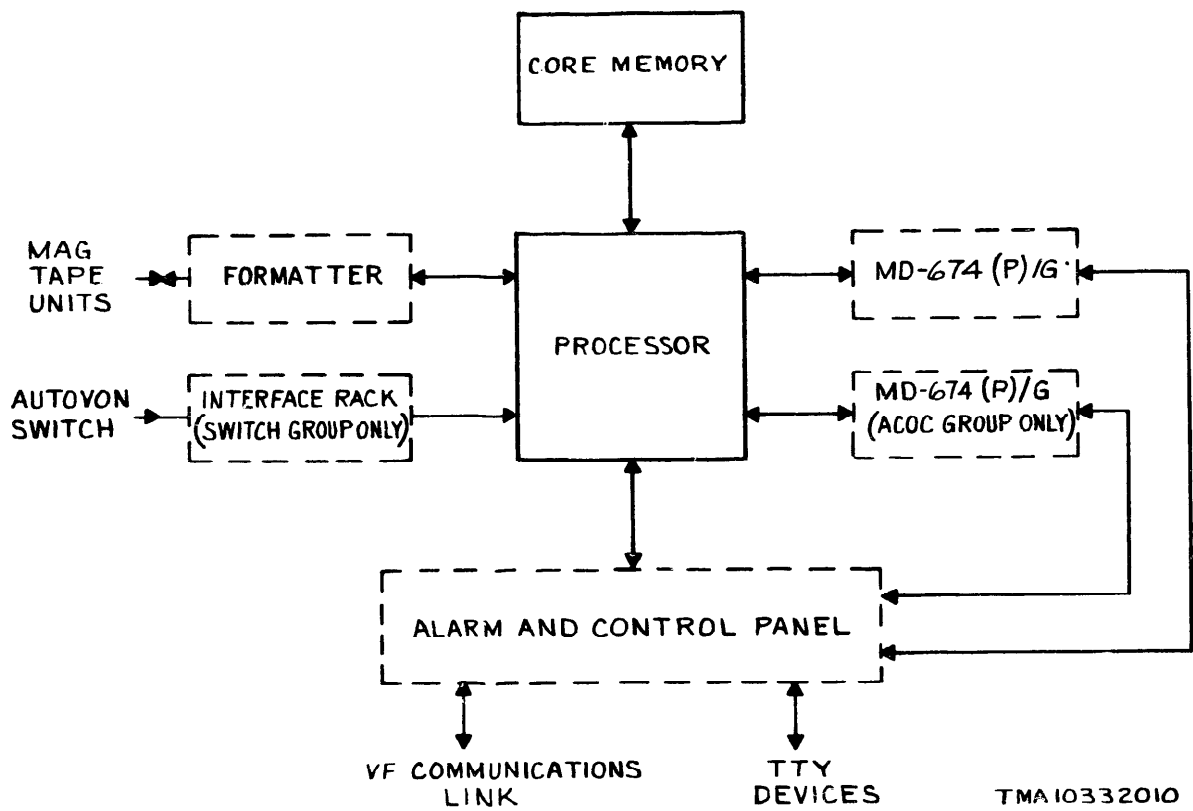 CORE MEMORY
MAG
TAPE
UNITS
FORMATTER
MD-674 (P)/G
PROCESSOR
AUTOVON
SWITCH
INTERFACE RACK
(SWITCH GROUP ONLY)
MD-674 (P)/G
(ACOC GROUP ONLY)
ALARM AND CONTROL PANEL
VF COMMUNICATIONS
LINK
TTY
DEVICES
TMA10332010